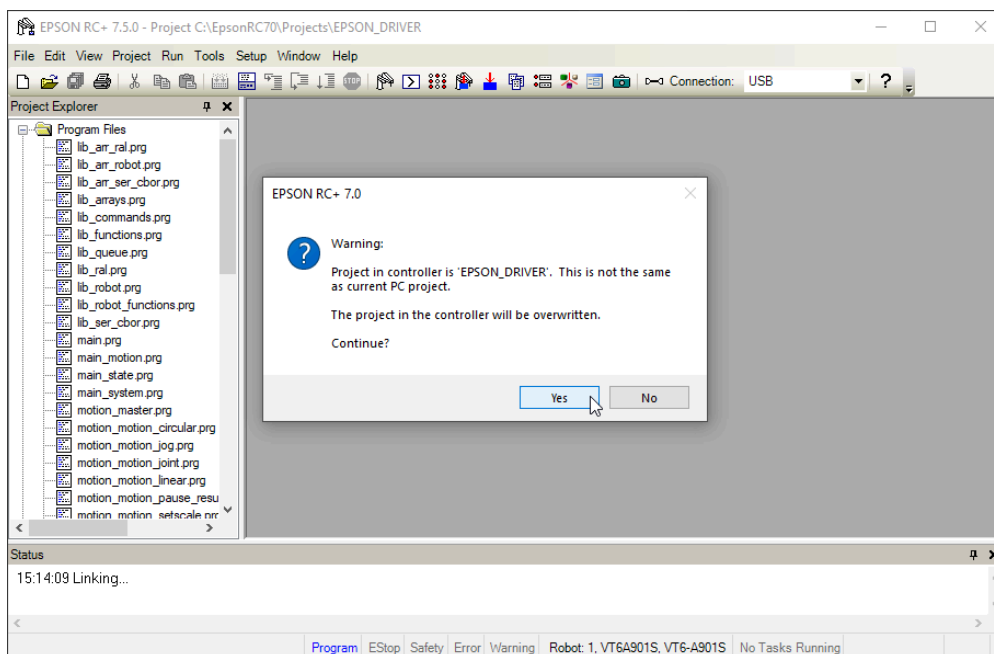 EPSON RC+ 7.5.0 - Project C:\EpsonRC70\Projects\EPSON_DRIVER
File Edit View Project Run Tools Setup Window Help
Connection: USB
Project Explorer
Program Files
lib_arr_ral.prg
lib_arr_robot.prg
lib_arr_ser_cbor.prg
lib_arrays.prg
lib_commands.prg
lib_functions.prg
lib_queue.prg
lib_ral.prg
lib_robot.prg
lib_robot_functions.prg
lib_ser_cbor.prg
main.prg
main_motion.prg
main_state.prg
main_system.prg
motion_master.prg
motion_motion_circular.prg
motion_motion_jog.prg
motion_motion_joint.prg
motion_motion_linear.prg
motion_motion_pause_resu
motion_motion_setscale.prg
EPSON RC+ 7.0
Warning:
Project in controller is 'EPSON_DRIVER'. This is not the same
as current PC project.
The project in the controller will be overwritten.
Continue?
Yes No
Status
15:14:09 Linking...
Program EStop Safety Error Warning Robot: 1, VT6A901S, VT6-A901S No Tasks Running